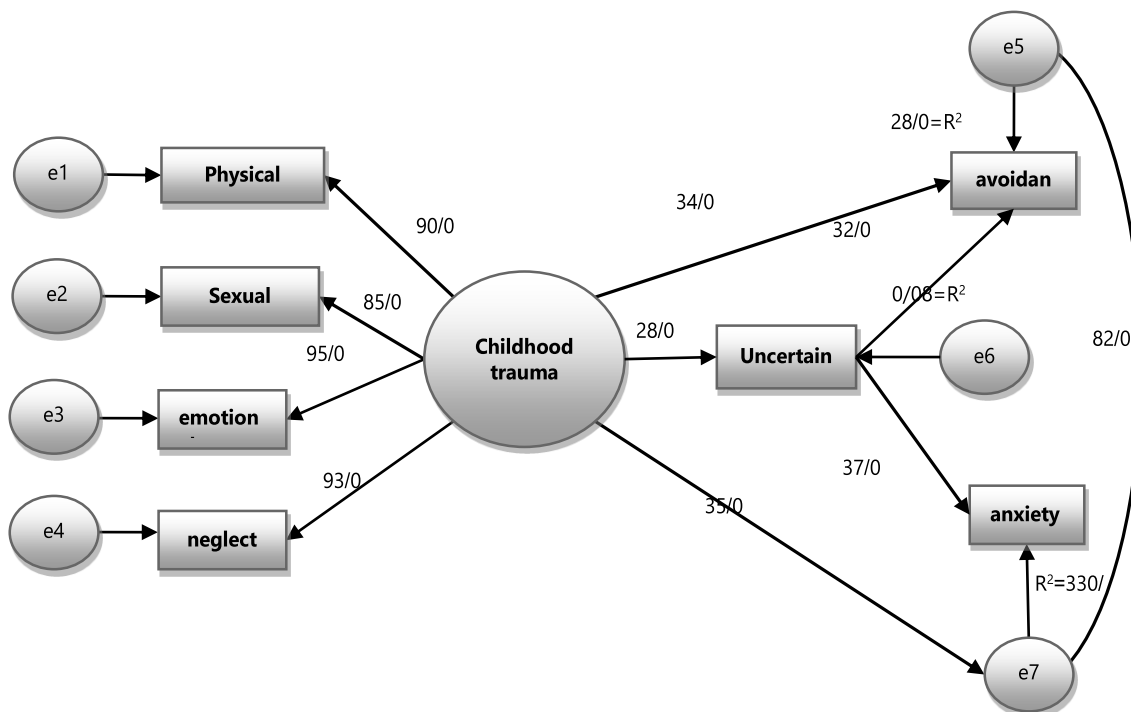 e5
28/0=R²
e1
Physical
avoidan
34/0
90/0
32/0
e2
Sexual
85/0
0/08=R²
28/0
95/0
Childhood
trauma
Uncertain
e6
82/0
e3
emotion
37/0
93/0
35/0
anxiety
e4
neglect
R²=330/
e7